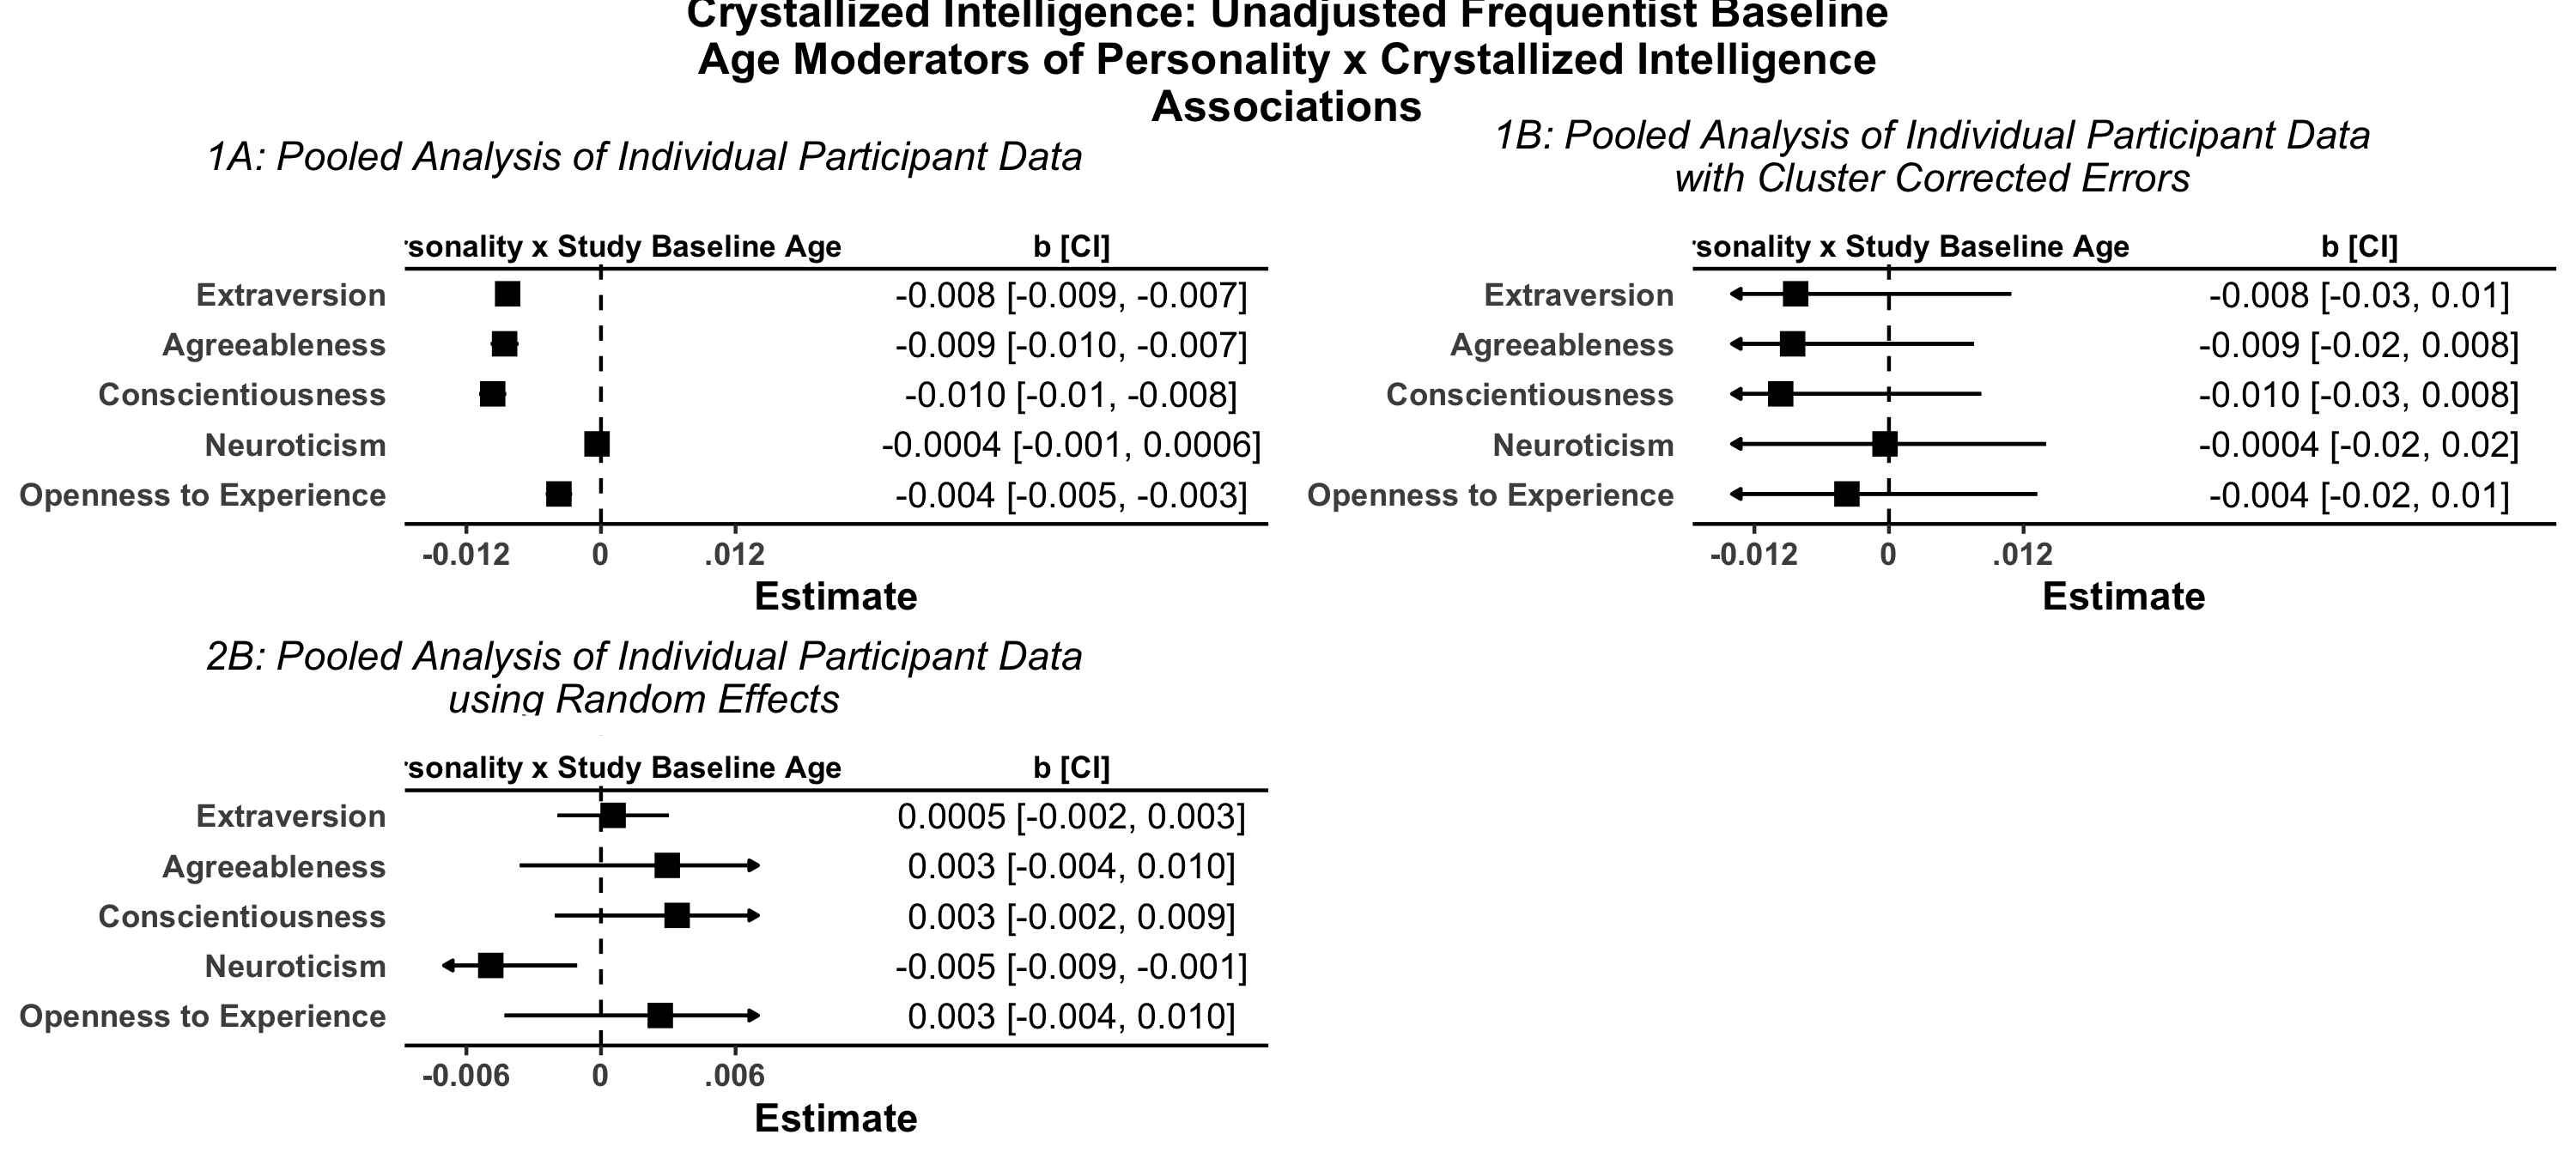 Crystallized Intelligence: Unadjusted Frequentist Baseline
Age Moderators of Personality x Crystallized Intelligence
Associations
1A: Pooled Analysis of Individual Participant Data
rsonality x Study Baseline Age b [CI]
Extraversion -0.008 [-0.009, -0.007]
Agreeableness -0.009 [-0.010, -0.007]
Conscientiousness -0.010 [-0.01, -0.008]
Neuroticism -0.0004 [-0.001, 0.0006]
Openness to Experience -0.004 [-0.005, -0.003]
-0.012 0 .012
Estimate
1B: Pooled Analysis of Individual Participant Data
with Cluster Corrected Errors
rsonality x Study Baseline Age b [CI]
Extraversion -0.008 [-0.03, 0.01]
Agreeableness -0.009 [-0.02, 0.008]
Conscientiousness -0.010 [-0.03, 0.008]
Neuroticism -0.0004 [-0.02, 0.02]
Openness to Experience -0.004 [-0.02, 0.01]
-0.012 0 .012
Estimate
2B: Pooled Analysis of Individual Participant Data
using Random Effects
rsonality x Study Baseline Age b [CI]
Extraversion 0.0005 [-0.002, 0.003]
Agreeableness 0.003 [-0.004, 0.010]
Conscientiousness 0.003 [-0.002, 0.009]
Neuroticism -0.005 [-0.009, -0.001]
Openness to Experience 0.003 [-0.004, 0.010]
-0.006 0 .006
Estimate